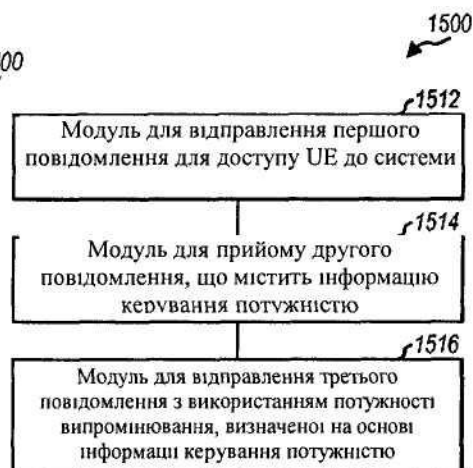 1500
00
1512
Модуль для відправлення першого
повідомлення для доступу UE до системи
1514
Модуль для прийому другого
повідомлення, що містить інформацію
керування потужністю
1516
Модуль для відправлення третього
повідомлення з використанням потужності
випромінювання, визначеної на основі
інформації керування потужністю